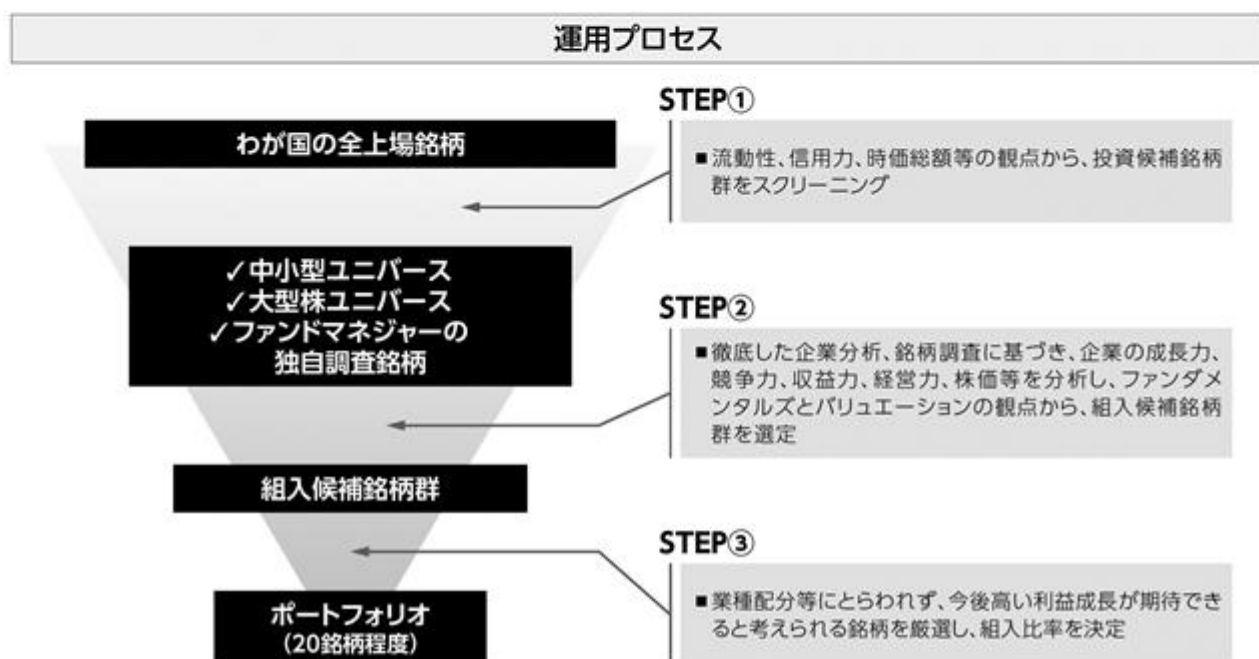 運用プロセス
わが国の全上場銘柄
STEP①
■流動性、信用力、時価総額等の観点から、投資候補銘柄
群をスクリーニング
✓中小型ユニバース
✓大型株ユニバース
✓ファンドマネジャーの
独自調査銘柄
STEP②
■徹底した企業分析、銘柄調査に基づき、企業の成長力、
競争力、収益力、経営力、株価等を分析し、ファンダメ
ンタルズとバリュエーションの観点から、組入候補銘柄
群を選定
組入候補銘柄群
STEP③
■業種配分等にとらわれず、今後高い利益成長が期待でき
ると考えられる銘柄を厳選し、組入比率を決定
ポートフォリオ
(20銘柄程度)